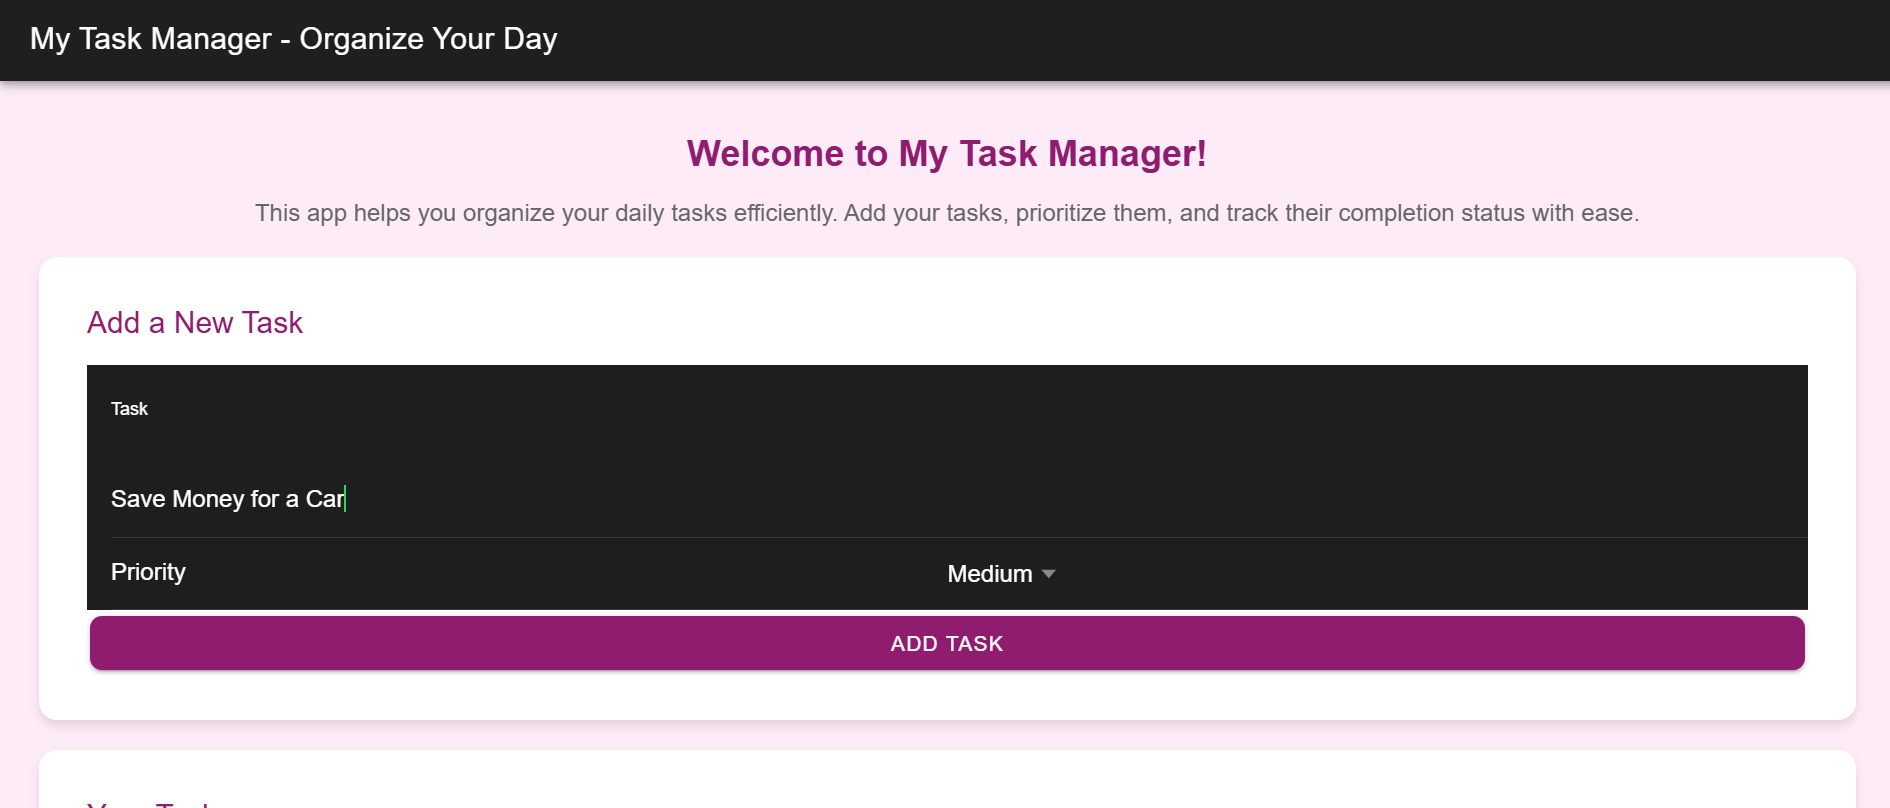 My Task Manager - Organize Your Day
Welcome to My Task Manager!
This app helps you organize your daily tasks efficiently. Add your tasks, prioritize them, and track their completion status with ease.
Add a New Task
Task
Save Money for a Car
Priority
Medium
ADD TASK